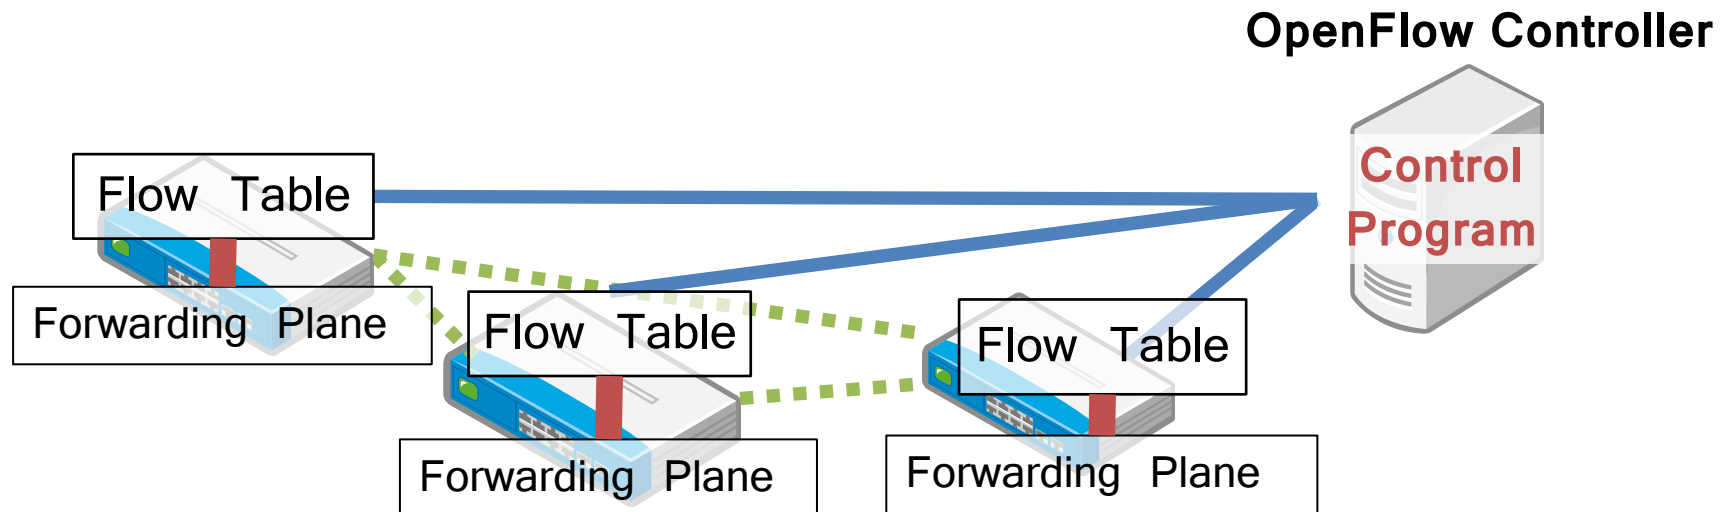 OpenFlow Controller
Control
Program
Flow Table
Forwarding Plane
Flow Table
Forwarding Plane
Flow Table
Forwarding Plane